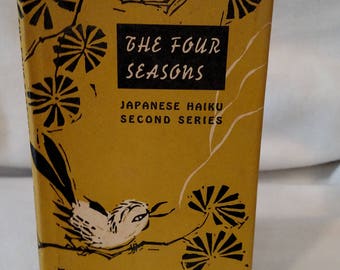 THE FOUR
SEASONS
JAPANESE HAIKU
SECOND SERIES